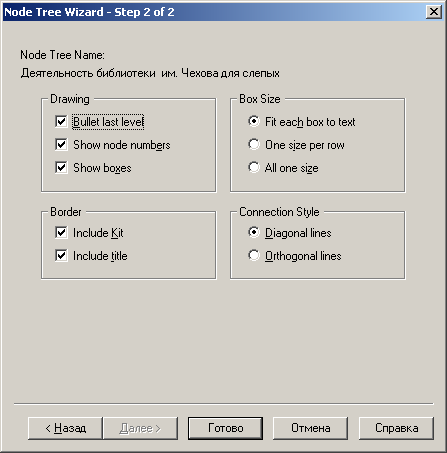 Node Tree Wizard - Step 2 of 2
Node Tree Name:
Деятельность библиотеки им. Чехова для слепых
Drawing
Bullet last level
Show node numbers
Show boxes
Box Size
Fit each box to text
One size per row
All one size
Border
Include Kit
Include title
Connection Style
Diagonal lines
Orthogonal lines
< Назад
Далее >
Готово
Отмена
Справка